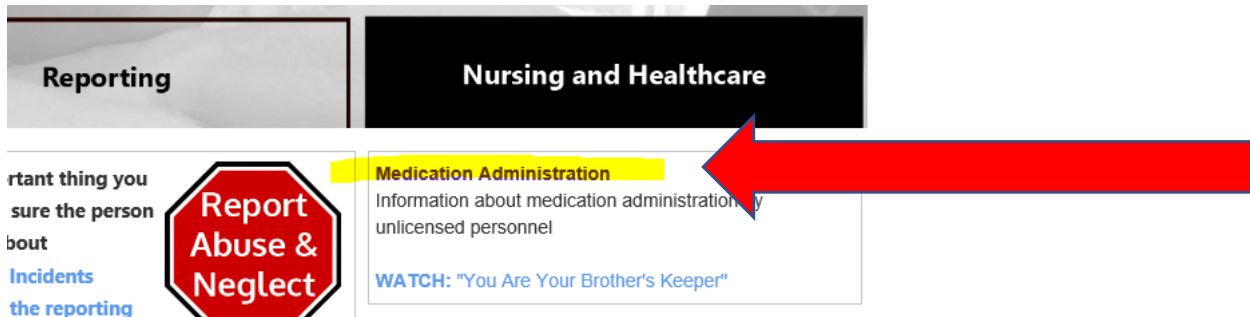 Reporting
Nursing and Healthcare
rtant thing you
sure the person
bout
Incidents
the reporting
Report
Abuse &
Neglect
Medication Administration
Information about medication administration y
unlicensed personnel
WATCH: "You Are Your Brother's Keeper"